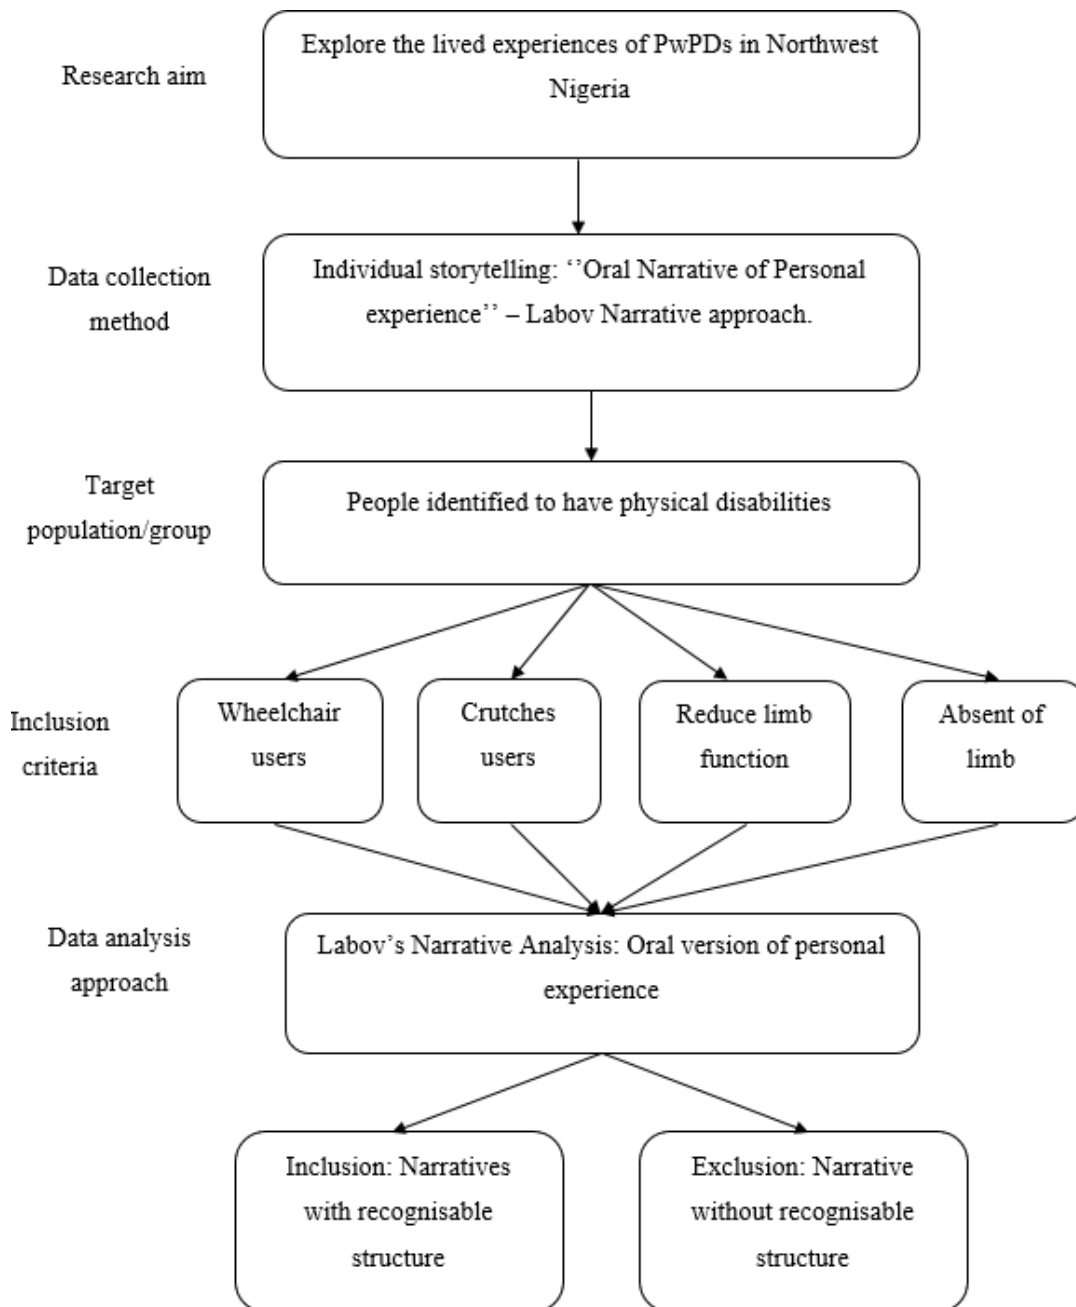 Research aim
Explore the lived experiences of PwPDs in Northwest
Nigeria
Data collection
method
Individual storytelling: ‘’Oral Narrative of Personal
experience’’ – Labov Narrative approach.
Target
population/group
People identified to have physical disabilities
Inclusion
criteria
Wheelchair
users
Crutches
users
Reduce limb
function
Absent of
limb
Data analysis
approach
Labov’s Narrative Analysis: Oral version of personal
experience
Inclusion: Narratives
with recognisable
structure
Exclusion: Narrative
without recognisable
structure